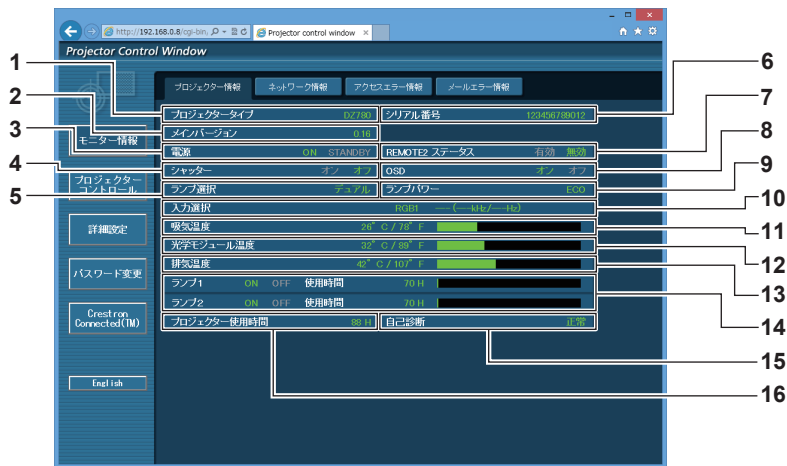 http://192.168.0.8/cgi-bin, Projector control window ×
Projector Control Window
プロジェクター情報 ネットワーク情報 アクセスエラー情報 メールエラー情報
モニター情報
プロジェクター
コントロール
詳細設定
パスワード変更
Crestron
Connected(TM)
English
プロジェクタータイプ DZ780 シリアル番号 123456789012
メインバージョン 0.16
電源 ON STANDBY REMOTE2 ステータス 有効 無効
シャッター オン オフ OSD オン オフ
ランプ選択 デュアル ランプパワー ECO
入力選択 RGB1 ---(---kHz/---Hz)
吸気温度 26° C / 78° F
光学モジュール温度 32° C / 89° F
排気温度 42° C / 107° F
ランプ1 ON OFF 使用時間 70 H
ランプ2 ON OFF 使用時間 70 H
プロジェクター使用時間 88 H 自己診断 正常
1
2
3
4
5
6
7
8
9
10
11
12
13
14
15
16